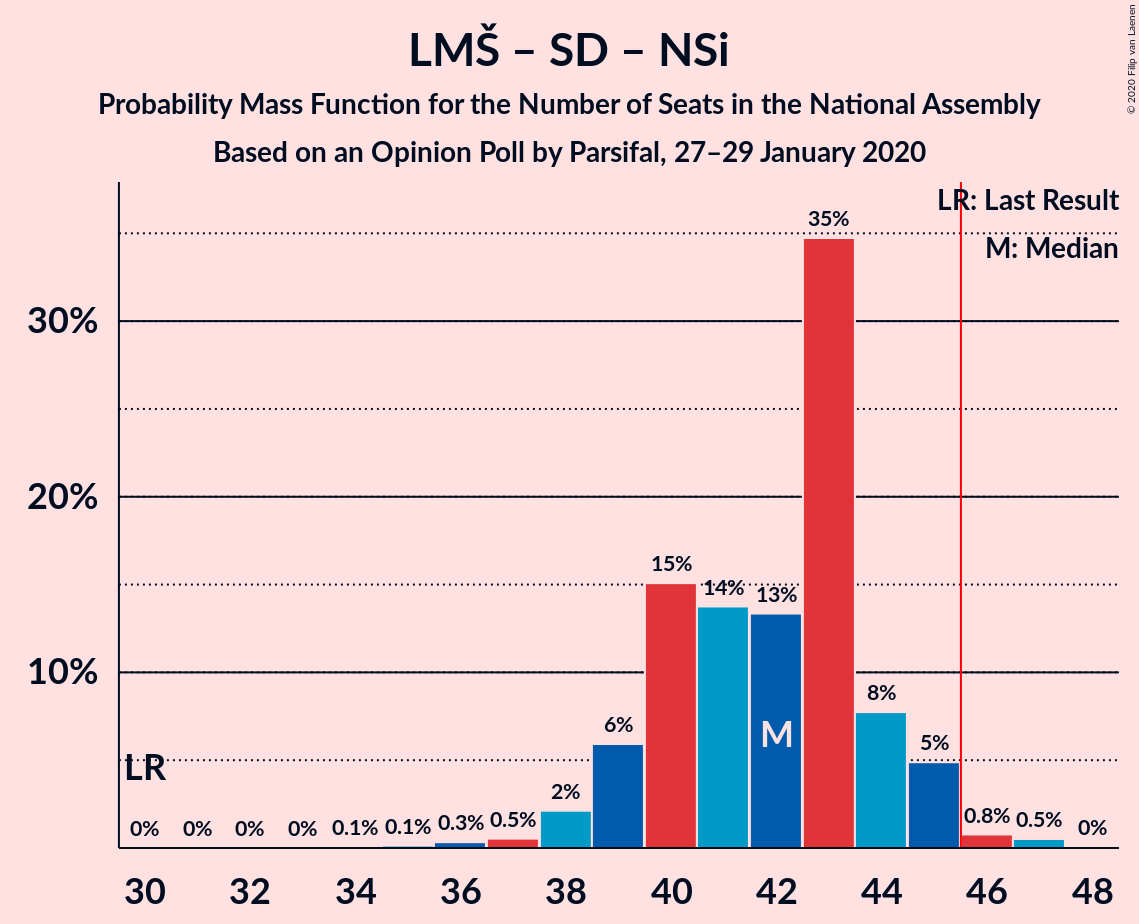 LMŠ – SD – NSi
Probability Mass Function for the Number of Seats in the National Assembly
Based on an Opinion Poll by Parsifal, 27–29 January 2020
© 2020 Filip van Laenen
LR: Last Result
M: Median
30%
20%
10%
35%
15%
14%
13%
8%
6%
5%
2%
0%
0%
0%
0%
0.1%
0.1%
0.3%
0.5%
0.8%
0.5%
0%
LR
M
30 32 34 36 38 40 42 44 46 48